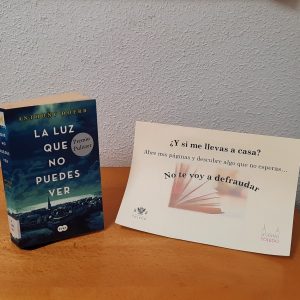 ANTHONY DOERR
LA LUZ
QUE
NO
PUEDES
VER
Premio
Pulitzer
¿Y si me llevas a casa?
Abre mis páginas y descubre algo que no esperas...
No te voy a defraudar